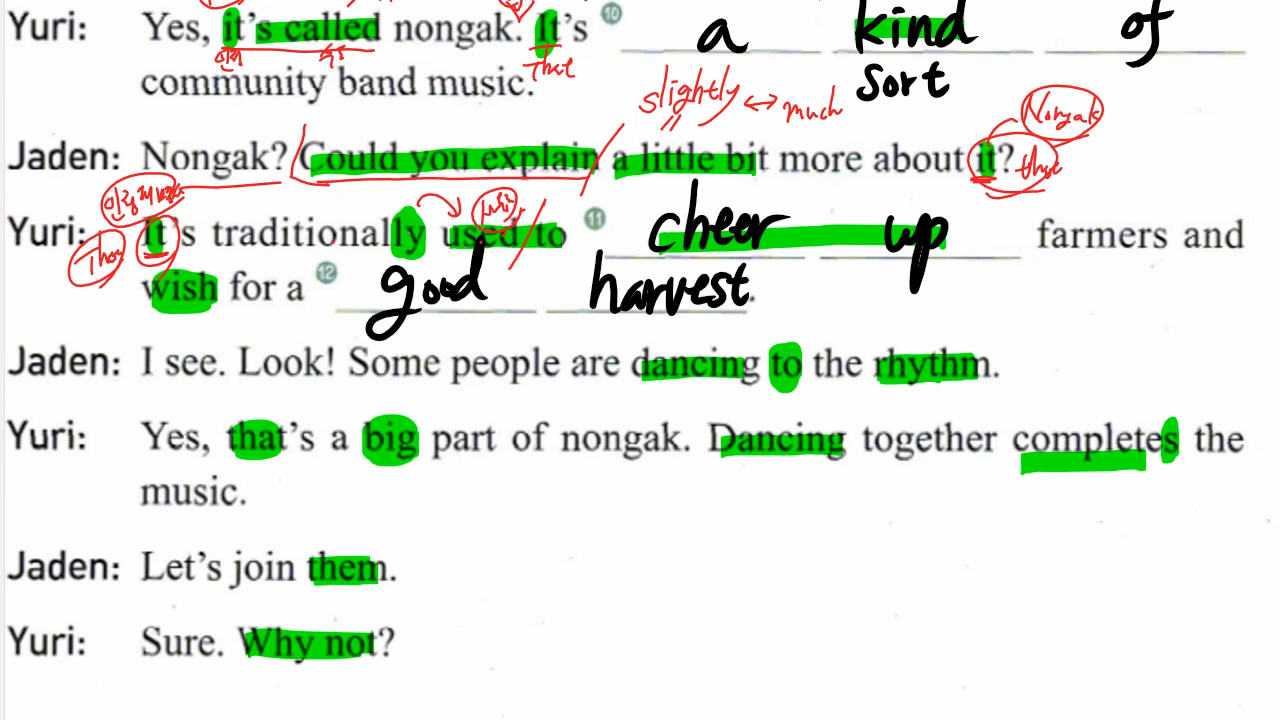 Yuri: Yes, it's called nongak. It's ⑩ a kind of
That
community band music.
sort
slightly ↔ much
Nongak
Jaden: Nongak? Could you explain a little bit more about it? that
Yuri: It's traditionally used to ⑪ cheer up farmers and
wish for a ⑫ good harvest.
Jaden: I see. Look! Some people are dancing to the rhythm.
Yuri: Yes, that's a big part of nongak. Dancing together completes the
music.
Jaden: Let's join them.
Yuri: Sure. Why not?